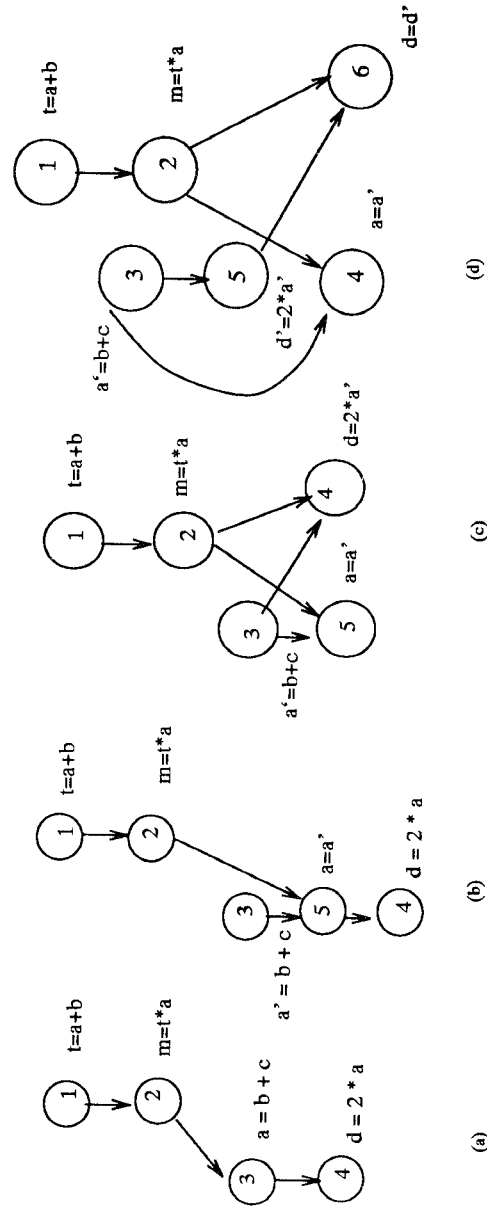 t=a+b
1
m=t*a
2
a = b + c
3
d = 2 * a
4
(a)
t=a+b
1
m=t*a
2
a' = b + c
3
a=a'
5
d = 2 * a
4
(b)
t=a+b
1
m=t*a
2
a‘=b+c
3
a=a'
5
d=2*a'
4
(c)
t=a+b
1
m=t*a
2
a‘=b+c
3
5
d'=2*a'
4
a=a'
6
d=d'
(d)